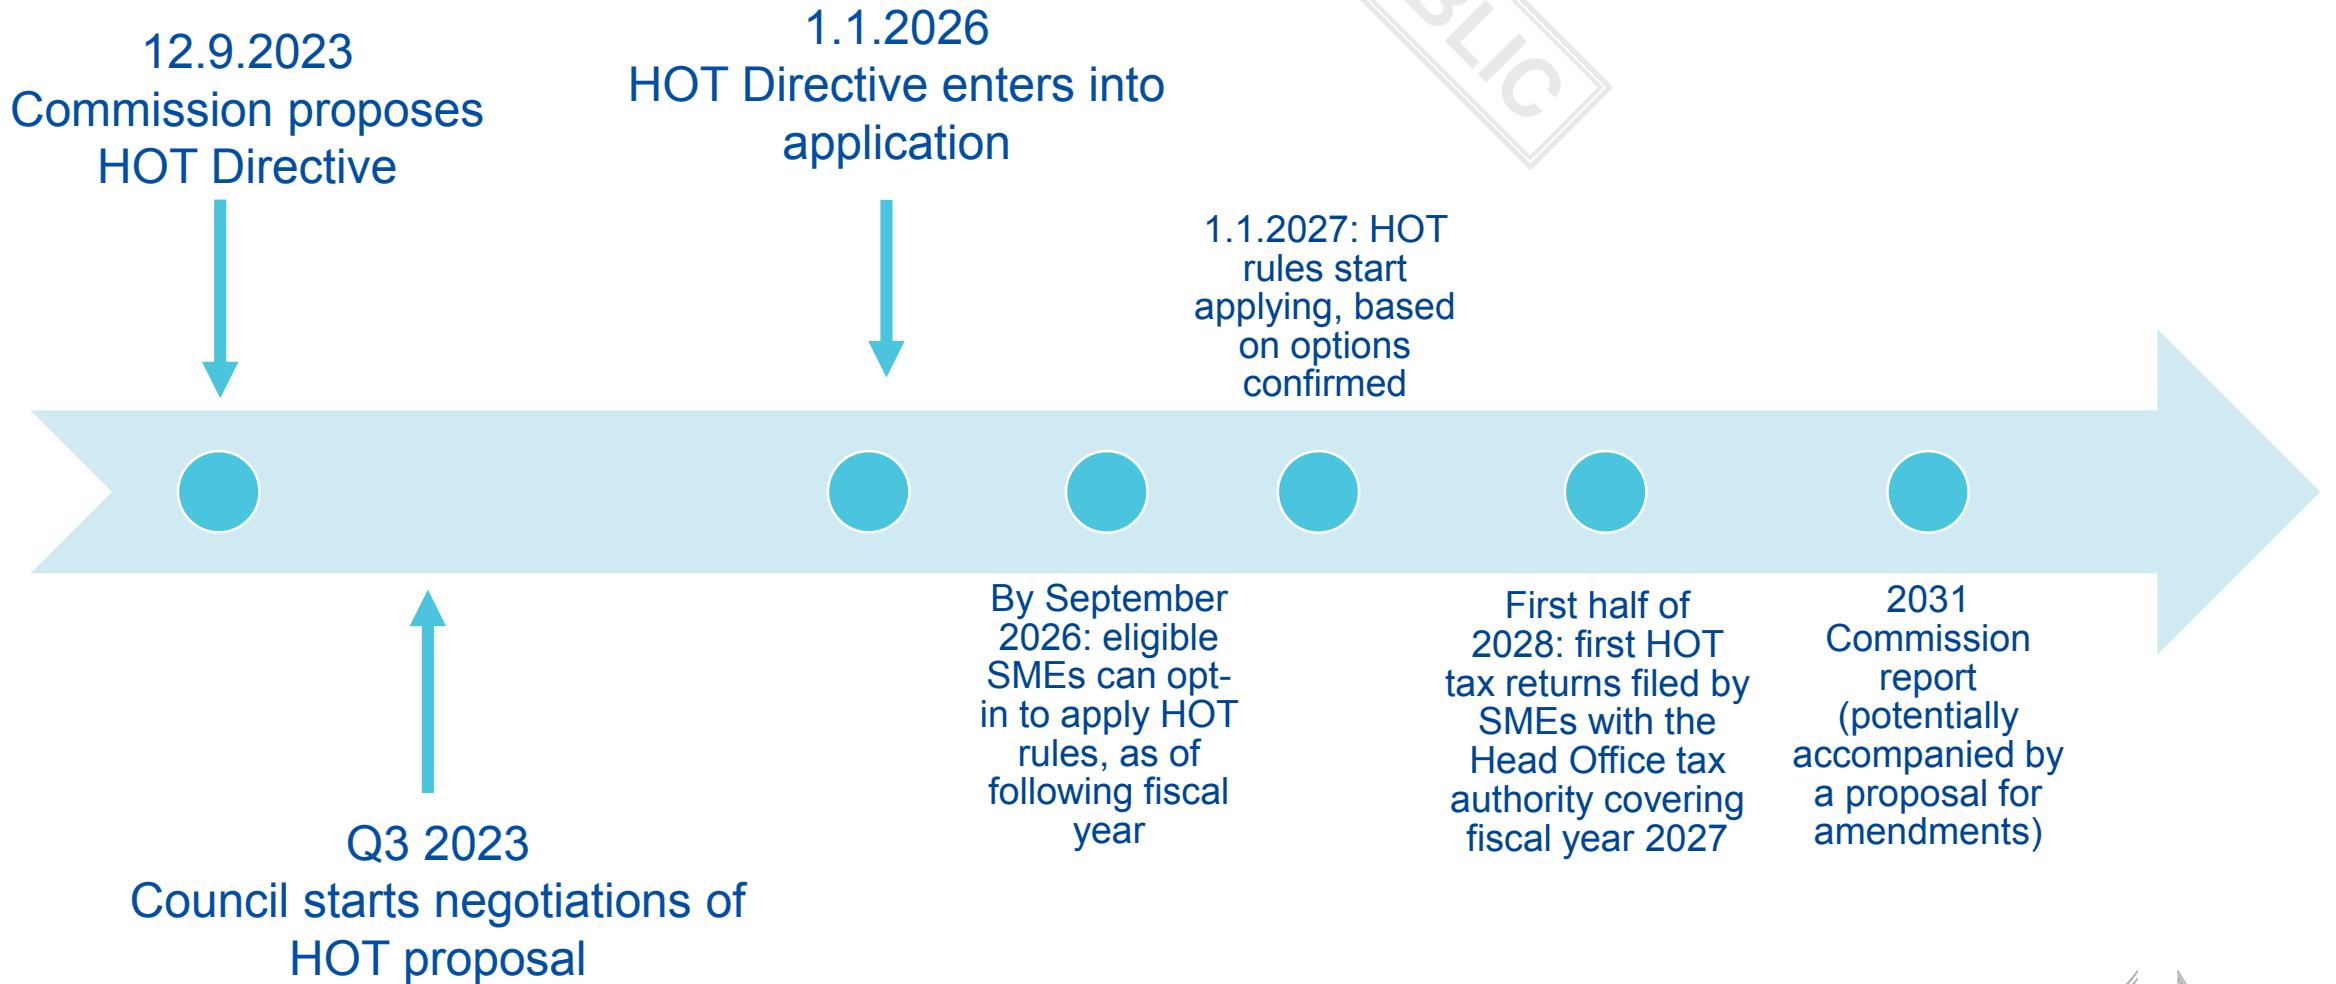 12.9.2023
Commission proposes
HOT Directive
1.1.2026
HOT Directive enters into
application
1.1.2027: HOT
rules start
applying, based
on options
confirmed
Q3 2023
Council starts negotiations of
HOT proposal
By September
2026: eligible
SMEs can opt-
in to apply HOT
rules, as of
following fiscal
year
First half of
2028: first HOT
tax returns filed by
SMEs with the
Head Office tax
authority covering
fiscal year 2027
2031
Commission
report
(potentially
accompanied by
a proposal for
amendments)